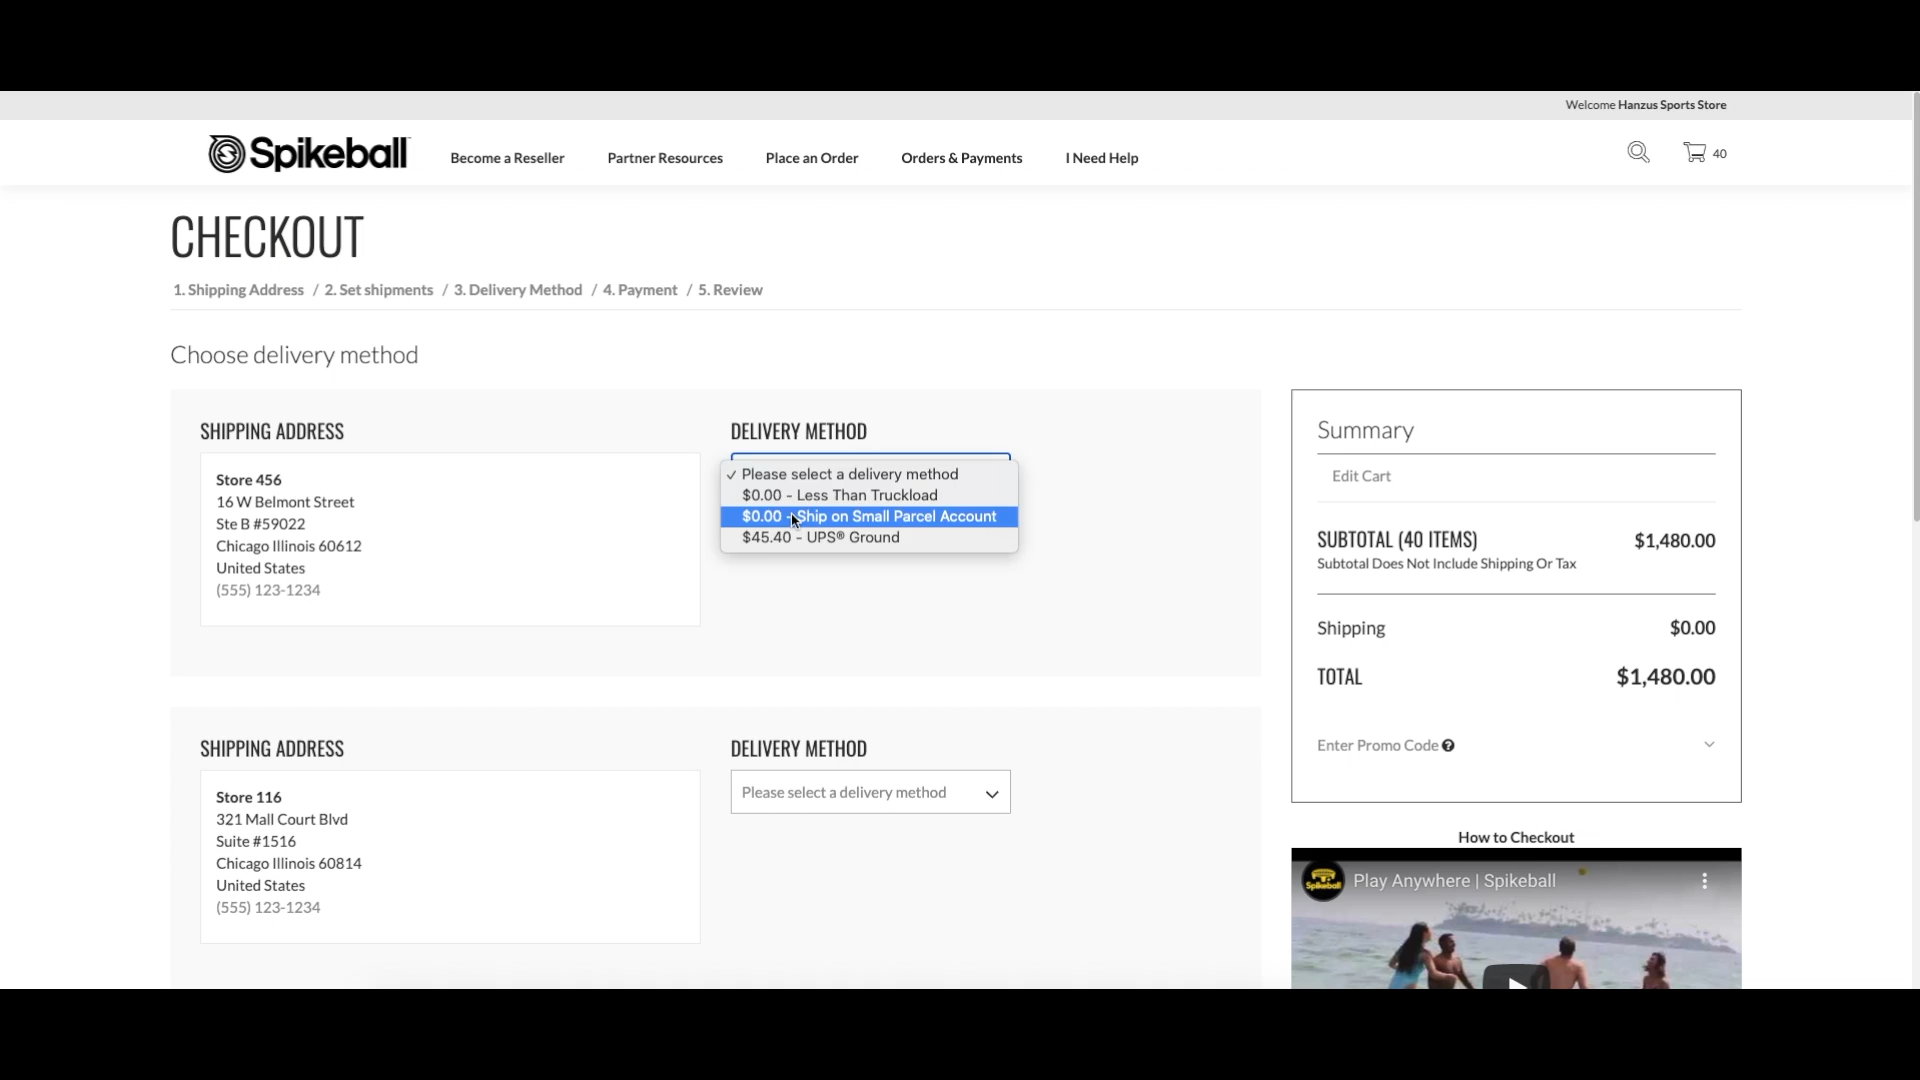 Welcome Hanzus Sports Store
Spikeball
Become a Reseller
Partner Resources
Place an Order
Orders & Payments
I Need Help
40
CHECKOUT
1. Shipping Address / 2. Set shipments / 3. Delivery Method / 4. Payment / 5. Review
Choose delivery method
SHIPPING ADDRESS
Store 456
16 W Belmont Street
Ste B #59022
Chicago Illinois 60612
United States
(555) 123-1234
DELIVERY METHOD
✓ Please select a delivery method
$0.00 - Less Than Truckload
$0.00 - Ship on Small Parcel Account
$45.40 - UPS® Ground
SHIPPING ADDRESS
Store 116
321 Mall Court Blvd
Suite #1516
Chicago Illinois 60814
United States
(555) 123-1234
DELIVERY METHOD
Please select a delivery method
Summary
Edit Cart
SUBTOTAL (40 ITEMS) $1,480.00
Subtotal Does Not Include Shipping Or Tax
Shipping $0.00
TOTAL $1,480.00
Enter Promo Code
How to Checkout
Spikeball
Play Anywhere | Spikeball